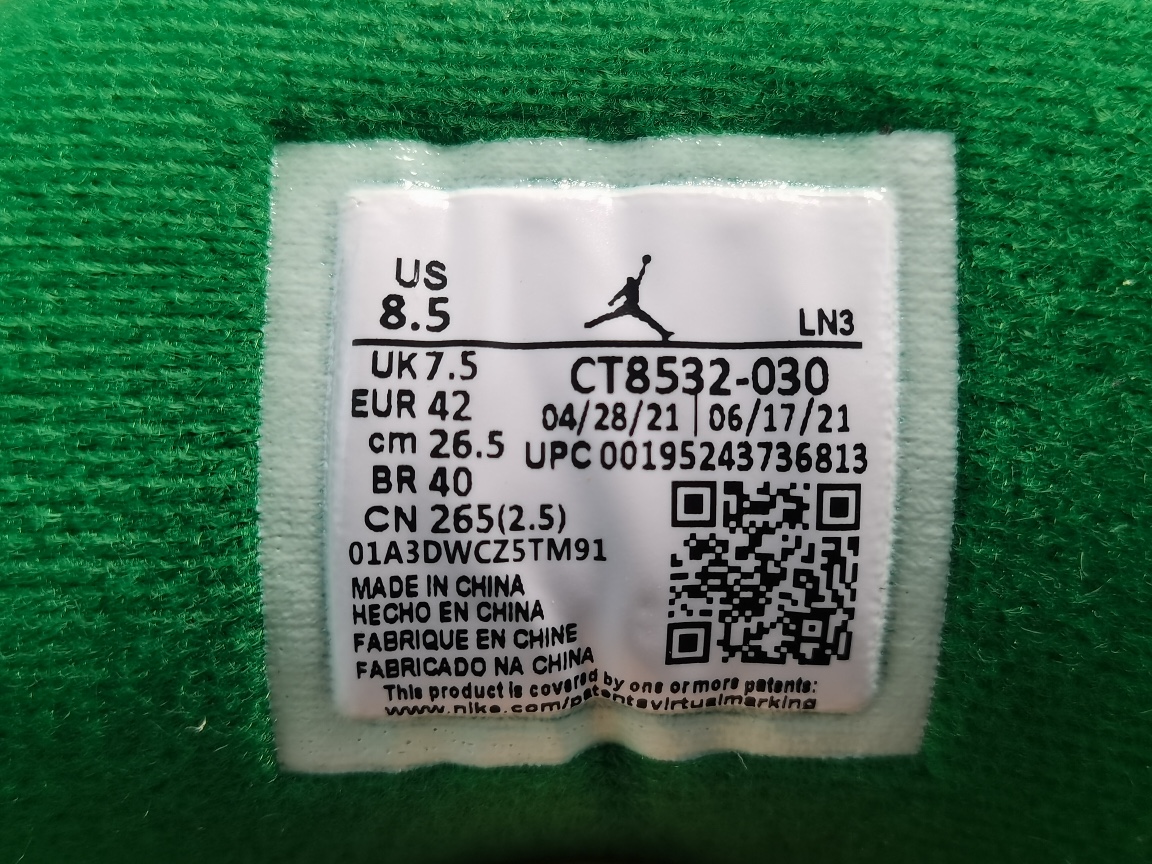 US
8.5
LN3
UK 7.5
EUR 42
cm 26.5
BR 40
CN 265(2.5)
CT8532-030
04/28/21 | 06/17/21
UPC 00195243736813
01A3DWCZ5TM91
MADE IN CHINA
HECHO EN CHINA
FABRIQUE EN CHINE
FABRICADO NA CHINA
This product is covered by one or more patents:
www.nike.com/patentsvirtualmarking